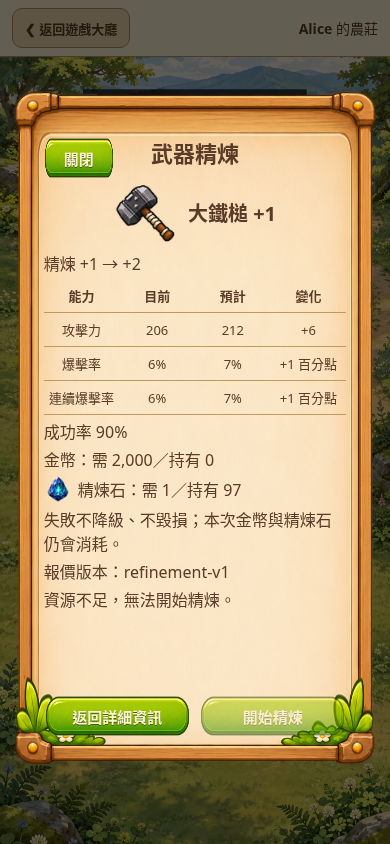 ❮ 返回遊戲大廳
Alice 的農莊
關閉
武器精煉
大鐵槌 +1
精煉 +1 → +2
能力 目前 預計 變化
攻擊力 206 212 +6
爆擊率 6% 7% +1 百分點
連續爆擊率 6% 7% +1 百分點
成功率 90%
金幣：需 2,000／持有 0
精煉石：需 1／持有 97
失敗不降級、不毀損；本次金幣與精煉石
仍會消耗。
報價版本：refinement-v1
資源不足，無法開始精煉。
返回詳細資訊
開始精煉